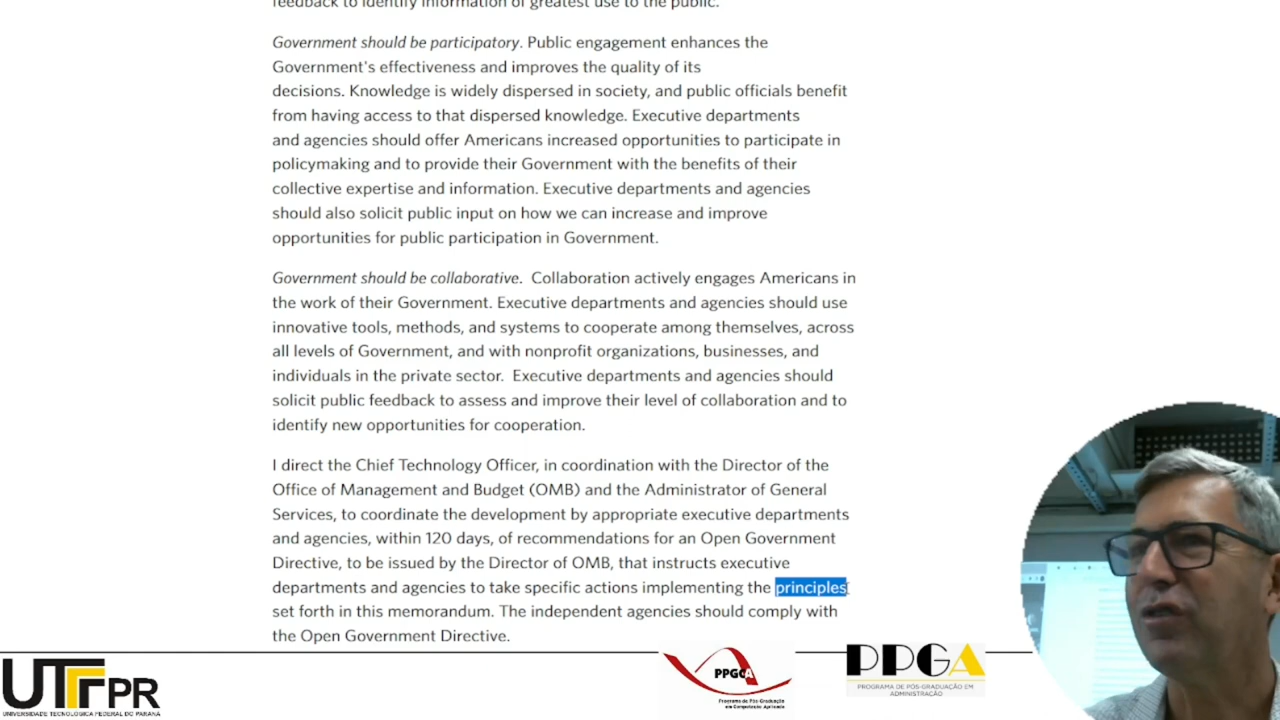 feedback to identify information of greatest use to the public.
Government should be participatory. Public engagement enhances the
Government's effectiveness and improves the quality of its
decisions. Knowledge is widely dispersed in society, and public officials benefit
from having access to that dispersed knowledge. Executive departments
and agencies should offer Americans increased opportunities to participate in
policymaking and to provide their Government with the benefits of their
collective expertise and information. Executive departments and agencies
should also solicit public input on how we can increase and improve
opportunities for public participation in Government.
Government should be collaborative.  Collaboration actively engages Americans in
the work of their Government. Executive departments and agencies should use
innovative tools, methods, and systems to cooperate among themselves, across
all levels of Government, and with nonprofit organizations, businesses, and
individuals in the private sector.  Executive departments and agencies should
solicit public feedback to assess and improve their level of collaboration and to
identify new opportunities for cooperation.
I direct the Chief Technology Officer, in coordination with the Director of the
Office of Management and Budget (OMB) and the Administrator of General
Services, to coordinate the development by appropriate executive departments
and agencies, within 120 days, of recommendations for an Open Government
Directive, to be issued by the Director of OMB, that instructs executive
departments and agencies to take specific actions implementing the principles
set forth in this memorandum. The independent agencies should comply with
the Open Government Directive.
UTFPR
UNIVERSIDADE TECNOLÓGICA FEDERAL DO PARANÁ
PPGCA
Programa de Pós-Graduação
em Computação Aplicada
PPGA
PROGRAMA DE PÓS-GRADUAÇÃO EM
ADMINISTRAÇÃO